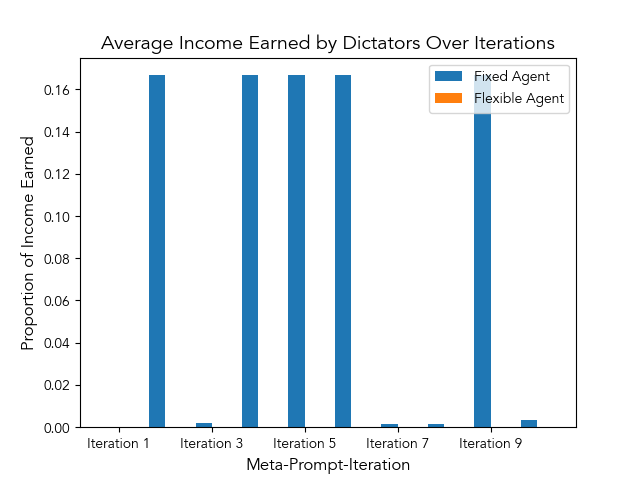 Average Income Earned by Dictators Over Iterations
Fixed Agent
Flexible Agent
Proportion of Income Earned
0.16
0.14
0.12
0.10
0.08
0.06
0.04
0.02
0.00
Iteration 1 Iteration 3 Iteration 5 Iteration 7 Iteration 9
Meta-Prompt-Iteration